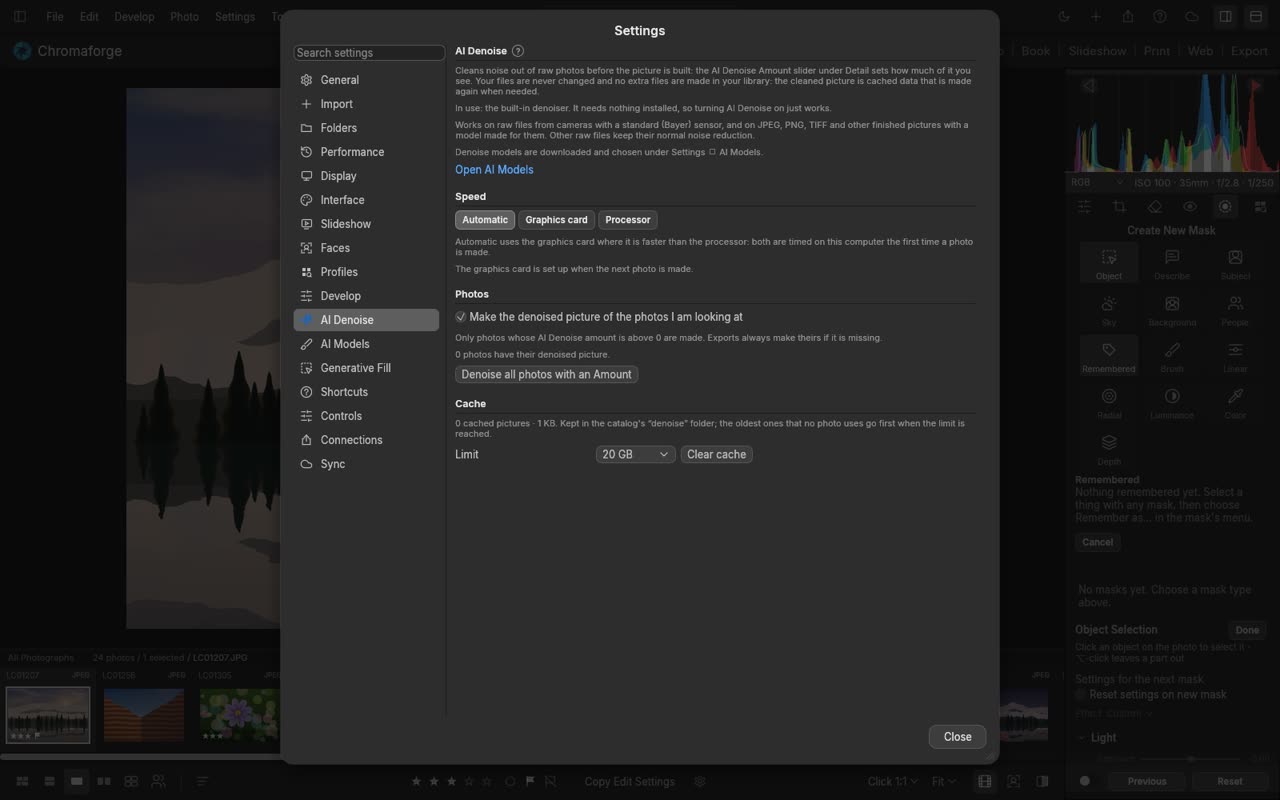 File Edit Develop Photo Settings
Chromaforge
Book Slideshow Print Web Export
Settings
Search settings
General
Import
Folders
Performance
Display
Interface
Slideshow
Faces
Profiles
Develop
AI Denoise
AI Models
Generative Fill
Shortcuts
Controls
Connections
Sync
AI Denoise ?
Cleans noise out of raw photos before the picture is built: the AI Denoise Amount slider under Detail sets how much of it you
see. Your files are never changed and no extra files are made in your library: the cleaned picture is cached data that is made
again when needed.
In use: the built-in denoiser. It needs nothing installed, so turning AI Denoise on just works.
Works on raw files from cameras with a standard (Bayer) sensor, and on JPEG, PNG, TIFF and other finished pictures with a
model made for them. Other raw files keep their normal noise reduction.
Denoise models are downloaded and chosen under Settings □ AI Models.
Open AI Models
Speed
Automatic Graphics card Processor
Automatic uses the graphics card where it is faster than the processor: both are timed on this computer the first time a photo
is made.
The graphics card is set up when the next photo is made.
Photos
Make the denoised picture of the photos I am looking at
Only photos whose AI Denoise amount is above 0 are made. Exports always make theirs if it is missing.
0 photos have their denoised picture.
Denoise all photos with an Amount
Cache
0 cached pictures · 1 KB. Kept in the catalog's "denoise" folder; the oldest ones that no photo uses go first when the limit is
reached.
Limit 20 GB Clear cache
Close
RGB ISO 100 · 35mm · f/2.8 · 1/250
Create New Mask
Object Describe Subject
Sky Background People
Remembered Brush Linear
Radial Luminance Color
Depth
Remembered
Nothing remembered yet. Select a
thing with any mask, then choose
Remember as... in the mask's menu.
Cancel
No masks yet. Choose a mask type
above.
Object Selection Done
Click an object on the photo to select it ·
⌥-click leaves a part out
Settings for the next mask
Reset settings on new mask
Effect: Custom
Light
Amount
Previous Reset
All Photographs 24 photos / 1 selected / LC01207.JPG
LC01207 JPEG LC01256 JPEG LC01305 JPEG
JPEG
Copy Edit Settings
Click 1:1 Fit